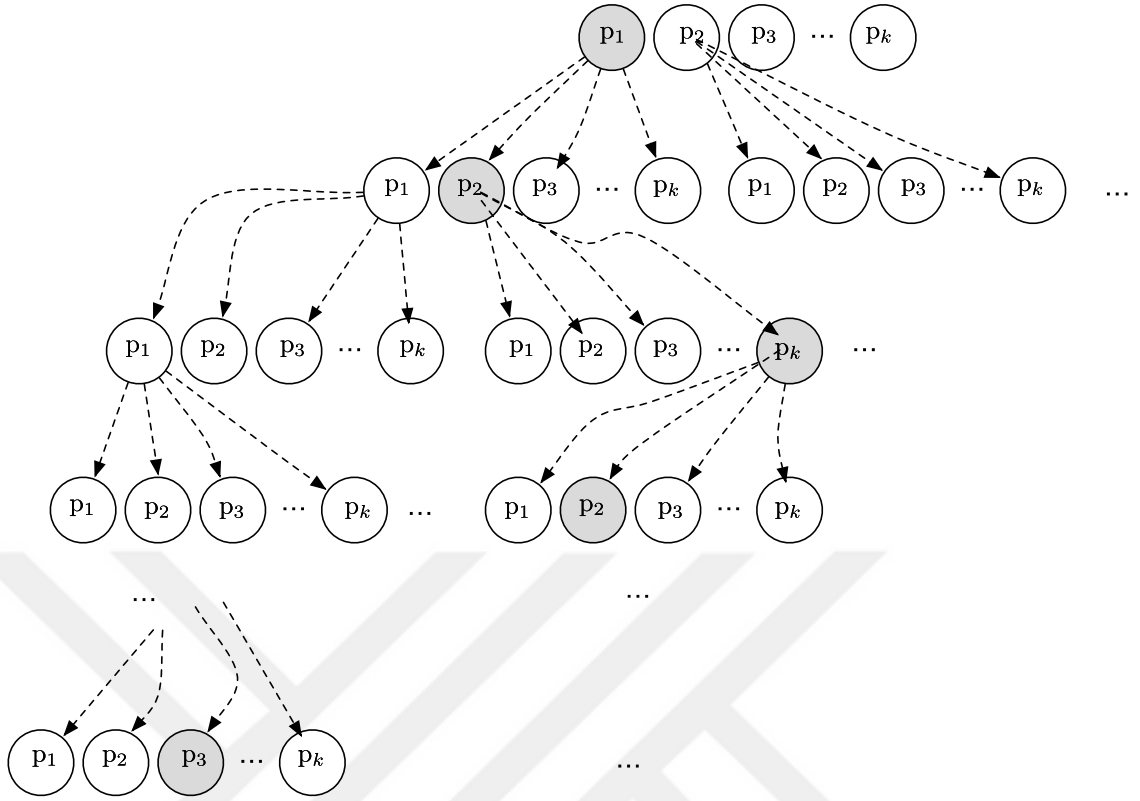 p₁ p₂ p₃ ... pₖ
p₁ p₂ p₃ ... pₖ p₁ p₂ p₃ ... pₖ ...
p₁ p₂ p₃ ... pₖ p₁ p₂ p₃ ... pₖ ...
p₁ p₂ p₃ ... pₖ ... p₁ p₂ p₃ ... pₖ
... ...
p₁ p₂ p₃ ... pₖ ...